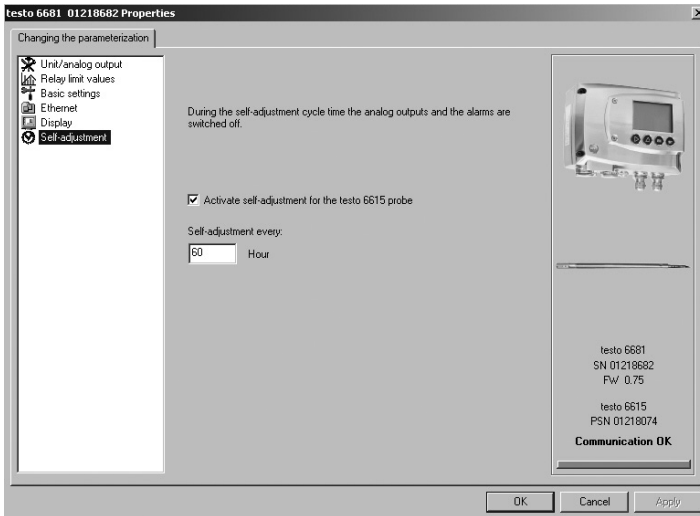 testo 6681 01218682 Properties
Changing the parameterization
Unit/analog output
Relay limit values
Basic settings
Ethernet
Display
Self-adjustment
During the self-adjustment cycle time the analog outputs and the alarms are
switched off.
Activate self-adjustment for the testo 6615 probe
Self-adjustment every:
60 Hour
testo 6681
SN 01218682
FW 0.75
testo 6615
PSN 01218074
Communication OK
OK Cancel Apply